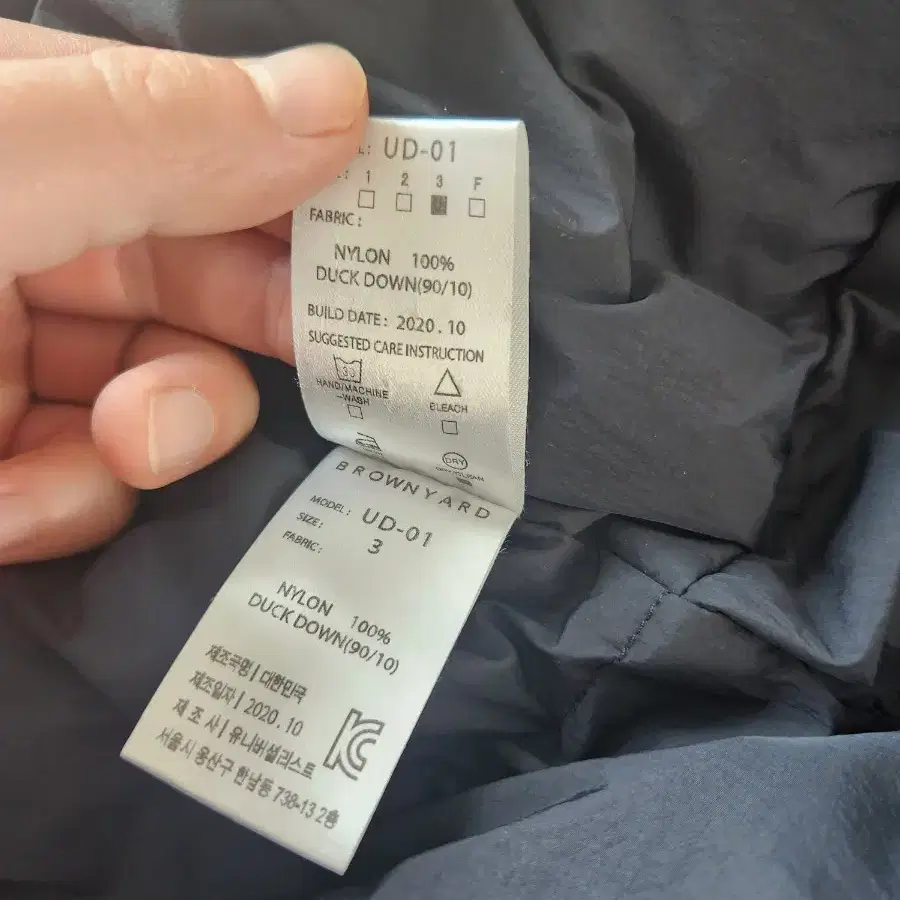 UD-01
1 2 3 F
FABRIC :
NYLON 100%
DUCK DOWN(90/10)
BUILD DATE : 2020.10
SUGGESTED CARE INSTRUCTION
30
HAND/MACHINE
-WASH
BLEACH
DRY
BROWNYARD
MODEL : UD-01
SIZE: 3
FABRIC:
NYLON 100%
DUCK DOWN(90/10)
제조국명 | 대한민국
제조일자 | 2020.10
제 조 사 | 유니버셜리스트
서울시 용산구 한남동 738-13 2층